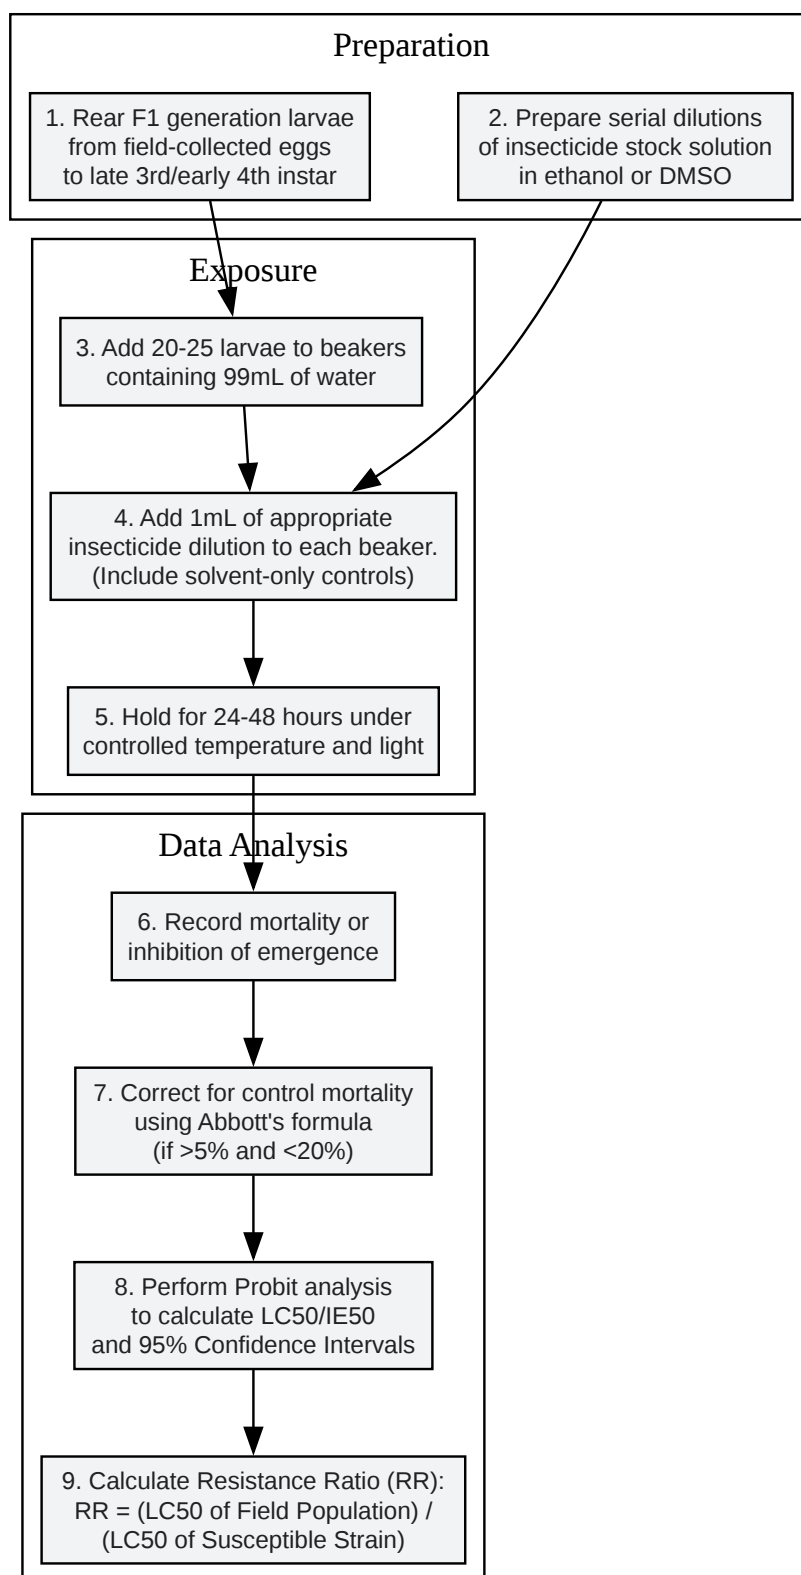 Preparation
1. Rear F1 generation larvae
from field-collected eggs
to late 3rd/early 4th instar
2. Prepare serial dilutions
of insecticide stock solution
in ethanol or DMSO
Exposure
3. Add 20-25 larvae to beakers
containing 99mL of water
4. Add 1mL of appropriate
insecticide dilution to each beaker.
(Include solvent-only controls)
5. Hold for 24-48 hours under
controlled temperature and light
Data Analysis
6. Record mortality or
inhibition of emergence
7. Correct for control mortality
using Abbott's formula
(if >5% and <20%)
8. Perform Probit analysis
to calculate LC50/IE50
and 95% Confidence Intervals
9. Calculate Resistance Ratio (RR):
RR = (LC50 of Field Population) /
(LC50 of Susceptible Strain)